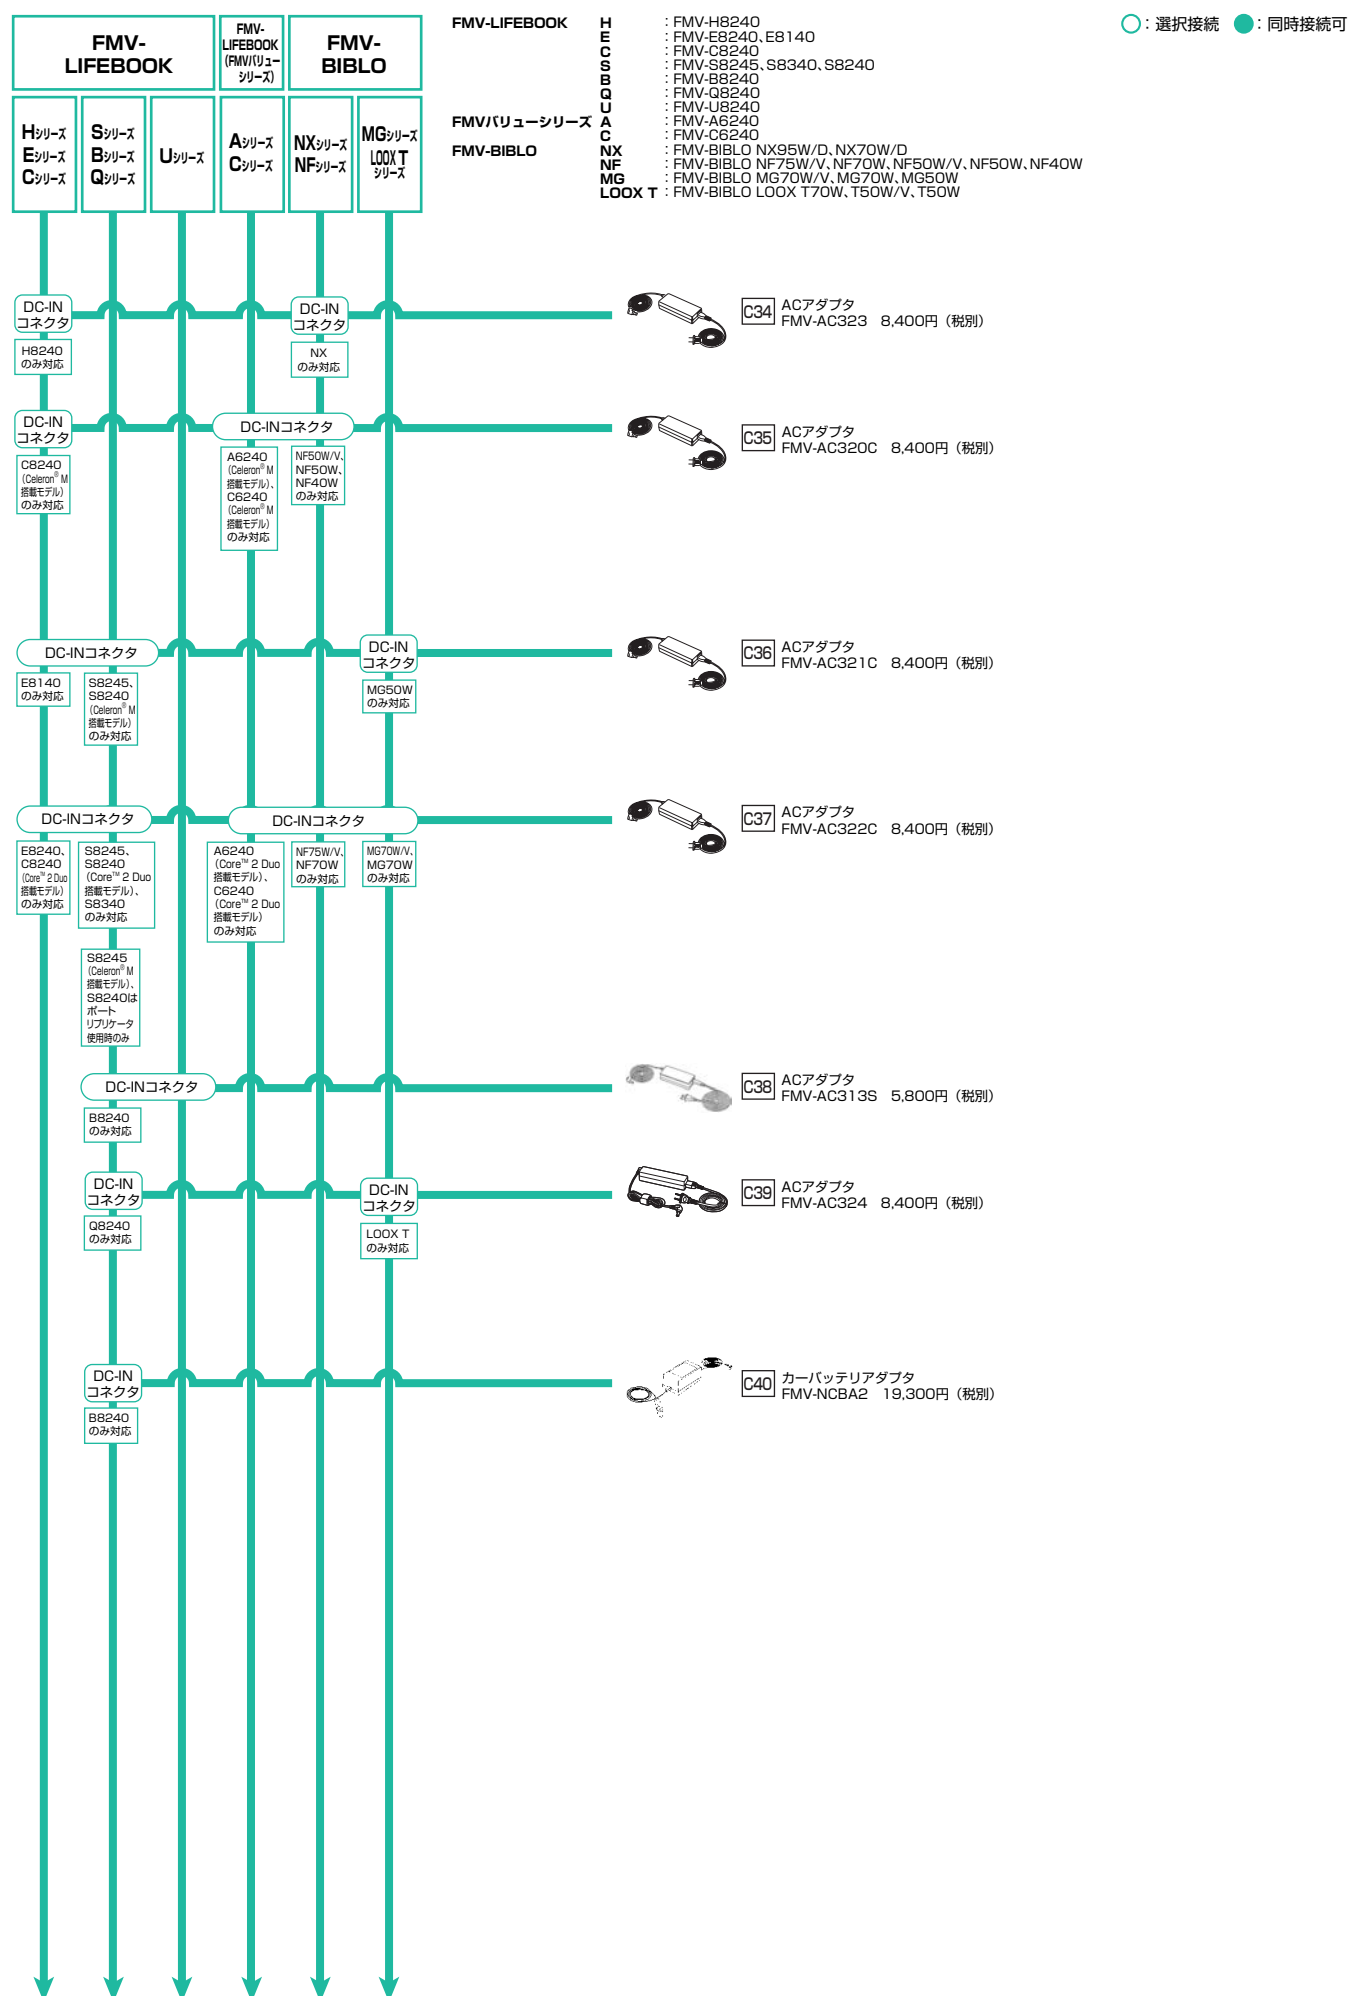 FMV-
LIFEBOOK
FMV-
LIFEBOOK
(FMVバリュー
シリーズ)
FMV-
BIBLO
Hシリーズ
Eシリーズ
Cシリーズ
Sシリーズ
Bシリーズ
Qシリーズ
Uシリーズ
Aシリーズ
Cシリーズ
NXシリーズ
NFシリーズ
MGシリーズ
LOOX T
シリーズ
FMV-LIFEBOOK H :FMV-H8240
E :FMV-E8240、E8140
C :FMV-C8240
S :FMV-S8245、S8340、S8240
B :FMV-B8240
Q :FMV-Q8240
U :FMV-U8240
FMVバリューシリーズ A :FMV-A6240
C :FMV-C6240
FMV-BIBLO NX :FMV-BIBLO NX95W/D、NX70W/D
NF :FMV-BIBLO NF75W/V、NF70W、NF50W/V、NF50W、NF40W
MG :FMV-BIBLO MG70W/V、MG70W、MG50W
LOOX T :FMV-BIBLO LOOX T70W、T50W/V、T50W
○:選択接続 ●:同時接続可
DC-IN
コネクタ
H8240
のみ対応
DC-IN
コネクタ
NX
のみ対応
C34 ACアダプタ
FMV-AC323 8,400円(税別)
DC-IN
コネクタ
C8240
(Celeron® M
搭載モデル)
のみ対応
DC-INコネクタ
A6240
(Celeron® M
搭載モデル)、
C6240
(Celeron® M
搭載モデル)
のみ対応
NF50W/V、
NF50W、
NF40W
のみ対応
C35 ACアダプタ
FMV-AC320C 8,400円(税別)
DC-INコネクタ
E8140
のみ対応
S8245、
S8240
(Celeron® M
搭載モデル)
のみ対応
DC-IN
コネクタ
MG50W
のみ対応
C36 ACアダプタ
FMV-AC321C 8,400円(税別)
DC-INコネクタ
E8240、
C8240
(Core™ 2 Duo
搭載モデル)
のみ対応
S8245、
S8240
(Core™ 2 Duo
搭載モデル)、
S8340
のみ対応
S8245
(Celeron® M
搭載モデル)、
S8240は
ポート
リプリケータ
使用時のみ
DC-INコネクタ
A6240
(Core™ 2 Duo
搭載モデル)、
C6240
(Core™ 2 Duo
搭載モデル)
のみ対応
NF75W/V、
NF70W
のみ対応
MG70W/V、
MG70W
のみ対応
C37 ACアダプタ
FMV-AC322C 8,400円(税別)
DC-INコネクタ
B8240
のみ対応
C38 ACアダプタ
FMV-AC313S 5,800円(税別)
DC-IN
コネクタ
Q8240
のみ対応
DC-IN
コネクタ
LOOX T
のみ対応
C39 ACアダプタ
FMV-AC324 8,400円(税別)
DC-IN
コネクタ
B8240
のみ対応
C40 カーバッテリアダプタ
FMV-NCBA2 19,300円(税別)